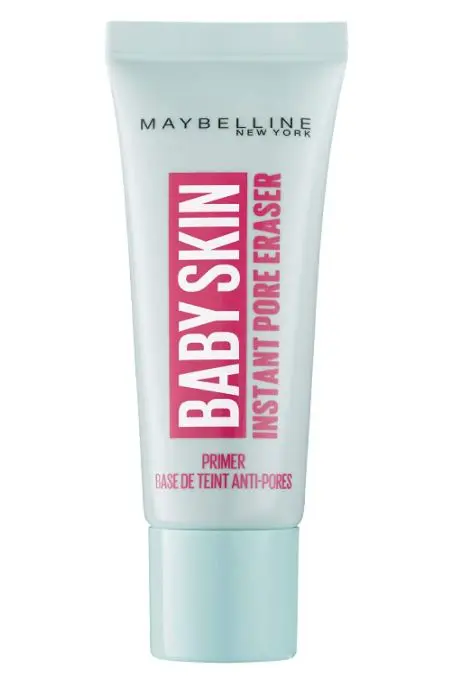 MAYBELLINE
NEW YORK
BABY SKIN
INSTANT PORE ERASER
PRIMER
BASE DE TEINT ANTI-PORES